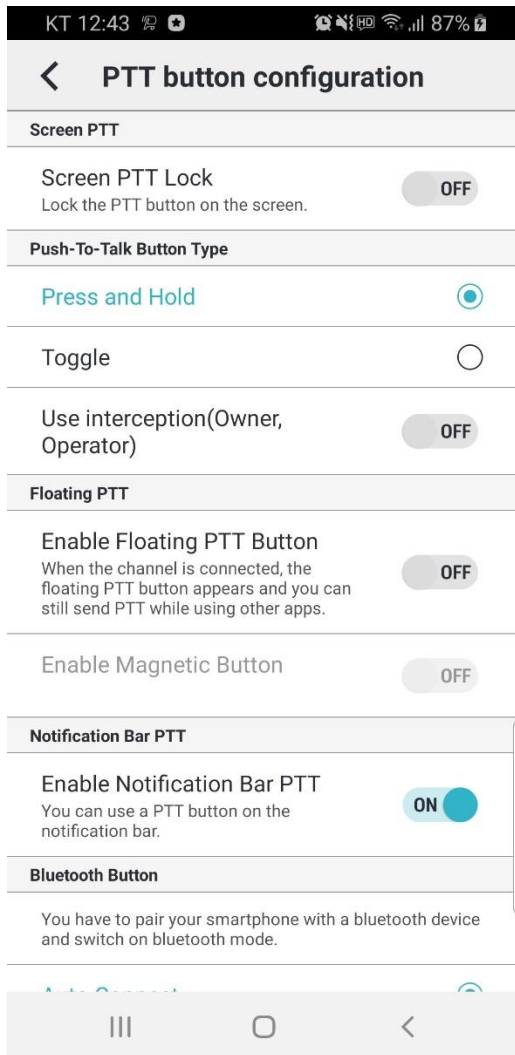 KT 12:43 HD 87%
PTT button configuration
Screen PTT
Screen PTT Lock
OFF
Lock the PTT button on the screen.
Push-To-Talk Button Type
Press and Hold
Toggle
Use interception(Owner,
Operator)
OFF
Floating PTT
Enable Floating PTT Button
When the channel is connected, the
floating PTT button appears and you can
still send PTT while using other apps.
OFF
Enable Magnetic Button
OFF
Notification Bar PTT
Enable Notification Bar PTT
You can use a PTT button on the
notification bar.
ON
Bluetooth Button
You have to pair your smartphone with a bluetooth device
and switch on bluetooth mode.